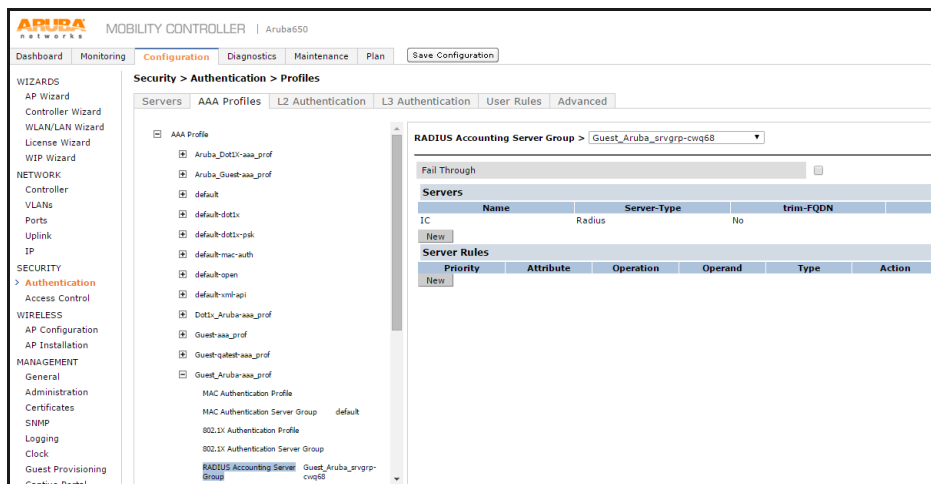 ARUBA
networks
MOBILITY CONTROLLER | Aruba650
Dashboard Monitoring Configuration Diagnostics Maintenance Plan Save Configuration
WIZARDS
AP Wizard
Controller Wizard
WLAN/LAN Wizard
License Wizard
WIP Wizard
NETWORK
Controller
VLANs
Ports
Uplink
IP
SECURITY
> Authentication
Access Control
WIRELESS
AP Configuration
AP Installation
MANAGEMENT
General
Administration
Certificates
SNMP
Logging
Clock
Guest Provisioning
Captive Portal
Security > Authentication > Profiles
Servers AAA Profiles L2 Authentication L3 Authentication User Rules Advanced
AAA Profile
Aruba_Dot1X-aaa_prof
Aruba_Guest-aaa_prof
default
default-dot1x
default-dot1x-psk
default-mac-auth
default-open
default-xml-api
Dot1x_Aruba-aaa_prof
Guest-aaa_prof
Guest-qatest-aaa_prof
Guest_Aruba-aaa_prof
MAC Authentication Profile
MAC Authentication Server Group default
802.1X Authentication Profile
802.1X Authentication Server Group
RADIUS Accounting Server Guest_Aruba_srvgrp-
Group cwq68
RADIUS Accounting Server Group > Guest_Aruba_srvgrp-cwq68
Fail Through
Servers
Name Server-Type trim-FQDN
IC Radius No
New
Server Rules
Priority Attribute Operation Operand Type Action
New